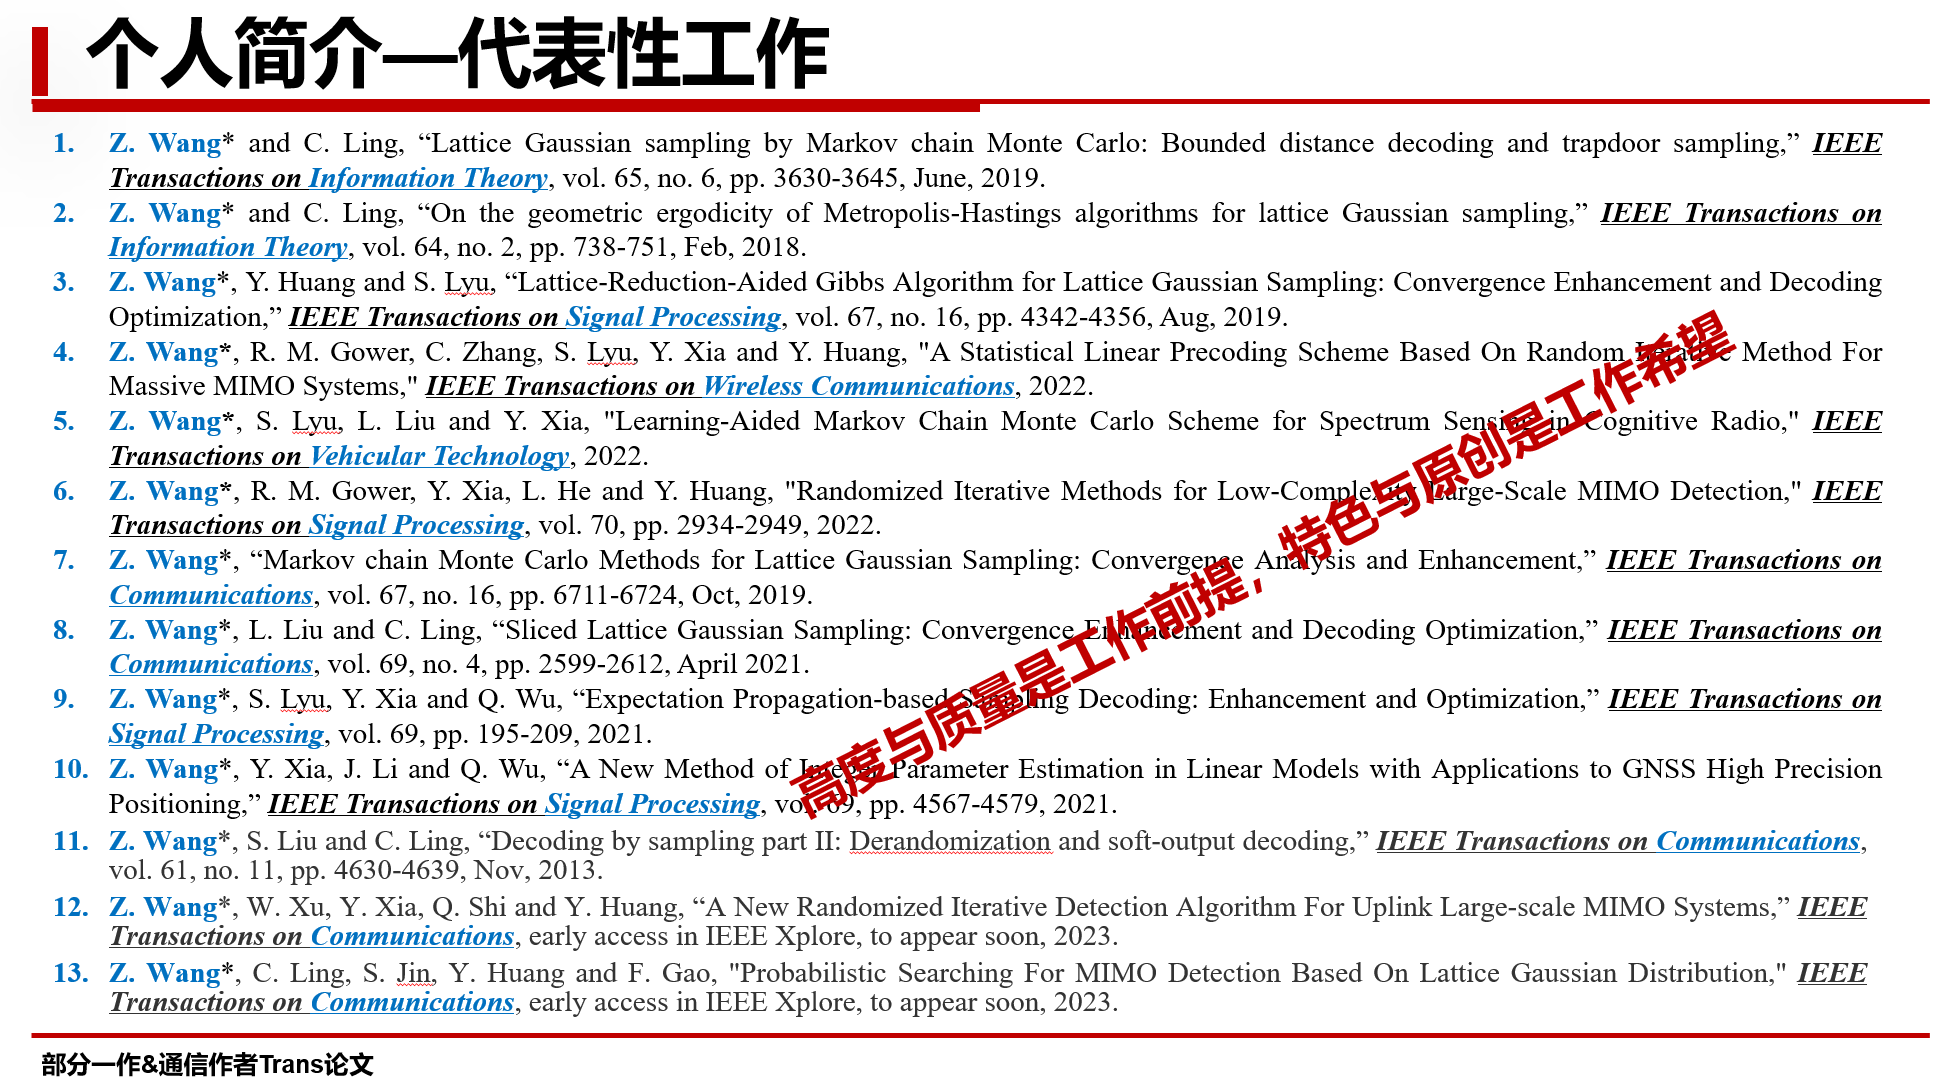 个人简介—代表性工作
1. Z. Wang* and C. Ling, “Lattice Gaussian sampling by Markov chain Monte Carlo: Bounded distance decoding and trapdoor sampling,” IEEE
Transactions on Information Theory, vol. 65, no. 6, pp. 3630-3645, June, 2019.
2. Z. Wang* and C. Ling, “On the geometric ergodicity of Metropolis-Hastings algorithms for lattice Gaussian sampling,” IEEE Transactions on
Information Theory, vol. 64, no. 2, pp. 738-751, Feb, 2018.
3. Z. Wang*, Y. Huang and S. Lyu, “Lattice-Reduction-Aided Gibbs Algorithm for Lattice Gaussian Sampling: Convergence Enhancement and Decoding
Optimization,” IEEE Transactions on Signal Processing, vol. 67, no. 16, pp. 4342-4356, Aug, 2019.
4. Z. Wang*, R. M. Gower, C. Zhang, S. Lyu, Y. Xia and Y. Huang, "A Statistical Linear Precoding Scheme Based On Random Iterative Method For
Massive MIMO Systems," IEEE Transactions on Wireless Communications, 2022.
5. Z. Wang*, S. Lyu, L. Liu and Y. Xia, "Learning-Aided Markov Chain Monte Carlo Scheme for Spectrum Sensing in Cognitive Radio," IEEE
Transactions on Vehicular Technology, 2022.
6. Z. Wang*, R. M. Gower, Y. Xia, L. He and Y. Huang, "Randomized Iterative Methods for Low-Complexity Large-Scale MIMO Detection," IEEE
Transactions on Signal Processing, vol. 70, pp. 2934-2949, 2022.
7. Z. Wang*, “Markov chain Monte Carlo Methods for Lattice Gaussian Sampling: Convergence Analysis and Enhancement,” IEEE Transactions on
Communications, vol. 67, no. 16, pp. 6711-6724, Oct, 2019.
8. Z. Wang*, L. Liu and C. Ling, “Sliced Lattice Gaussian Sampling: Convergence Enhancement and Decoding Optimization,” IEEE Transactions on
Communications, vol. 69, no. 4, pp. 2599-2612, April 2021.
9. Z. Wang*, S. Lyu, Y. Xia and Q. Wu, “Expectation Propagation-based Sampling Decoding: Enhancement and Optimization,” IEEE Transactions on
Signal Processing, vol. 69, pp. 195-209, 2021.
10. Z. Wang*, Y. Xia, J. Li and Q. Wu, “A New Method of Integer Parameter Estimation in Linear Models with Applications to GNSS High Precision
Positioning,” IEEE Transactions on Signal Processing, vol. 69, pp. 4567-4579, 2021.
11. Z. Wang*, S. Liu and C. Ling, “Decoding by sampling part II: Derandomization and soft-output decoding,” IEEE Transactions on Communications,
vol. 61, no. 11, pp. 4630-4639, Nov, 2013.
12. Z. Wang*, W. Xu, Y. Xia, Q. Shi and Y. Huang, “A New Randomized Iterative Detection Algorithm For Uplink Large-scale MIMO Systems,” IEEE
Transactions on Communications, early access in IEEE Xplore, to appear soon, 2023.
13. Z. Wang*, C. Ling, S. Jin, Y. Huang and F. Gao, "Probabilistic Searching For MIMO Detection Based On Lattice Gaussian Distribution," IEEE
Transactions on Communications, early access in IEEE Xplore, to appear soon, 2023.
高度与质量是工作前提，特色与原创是工作希望
部分一作&通信作者Trans论文